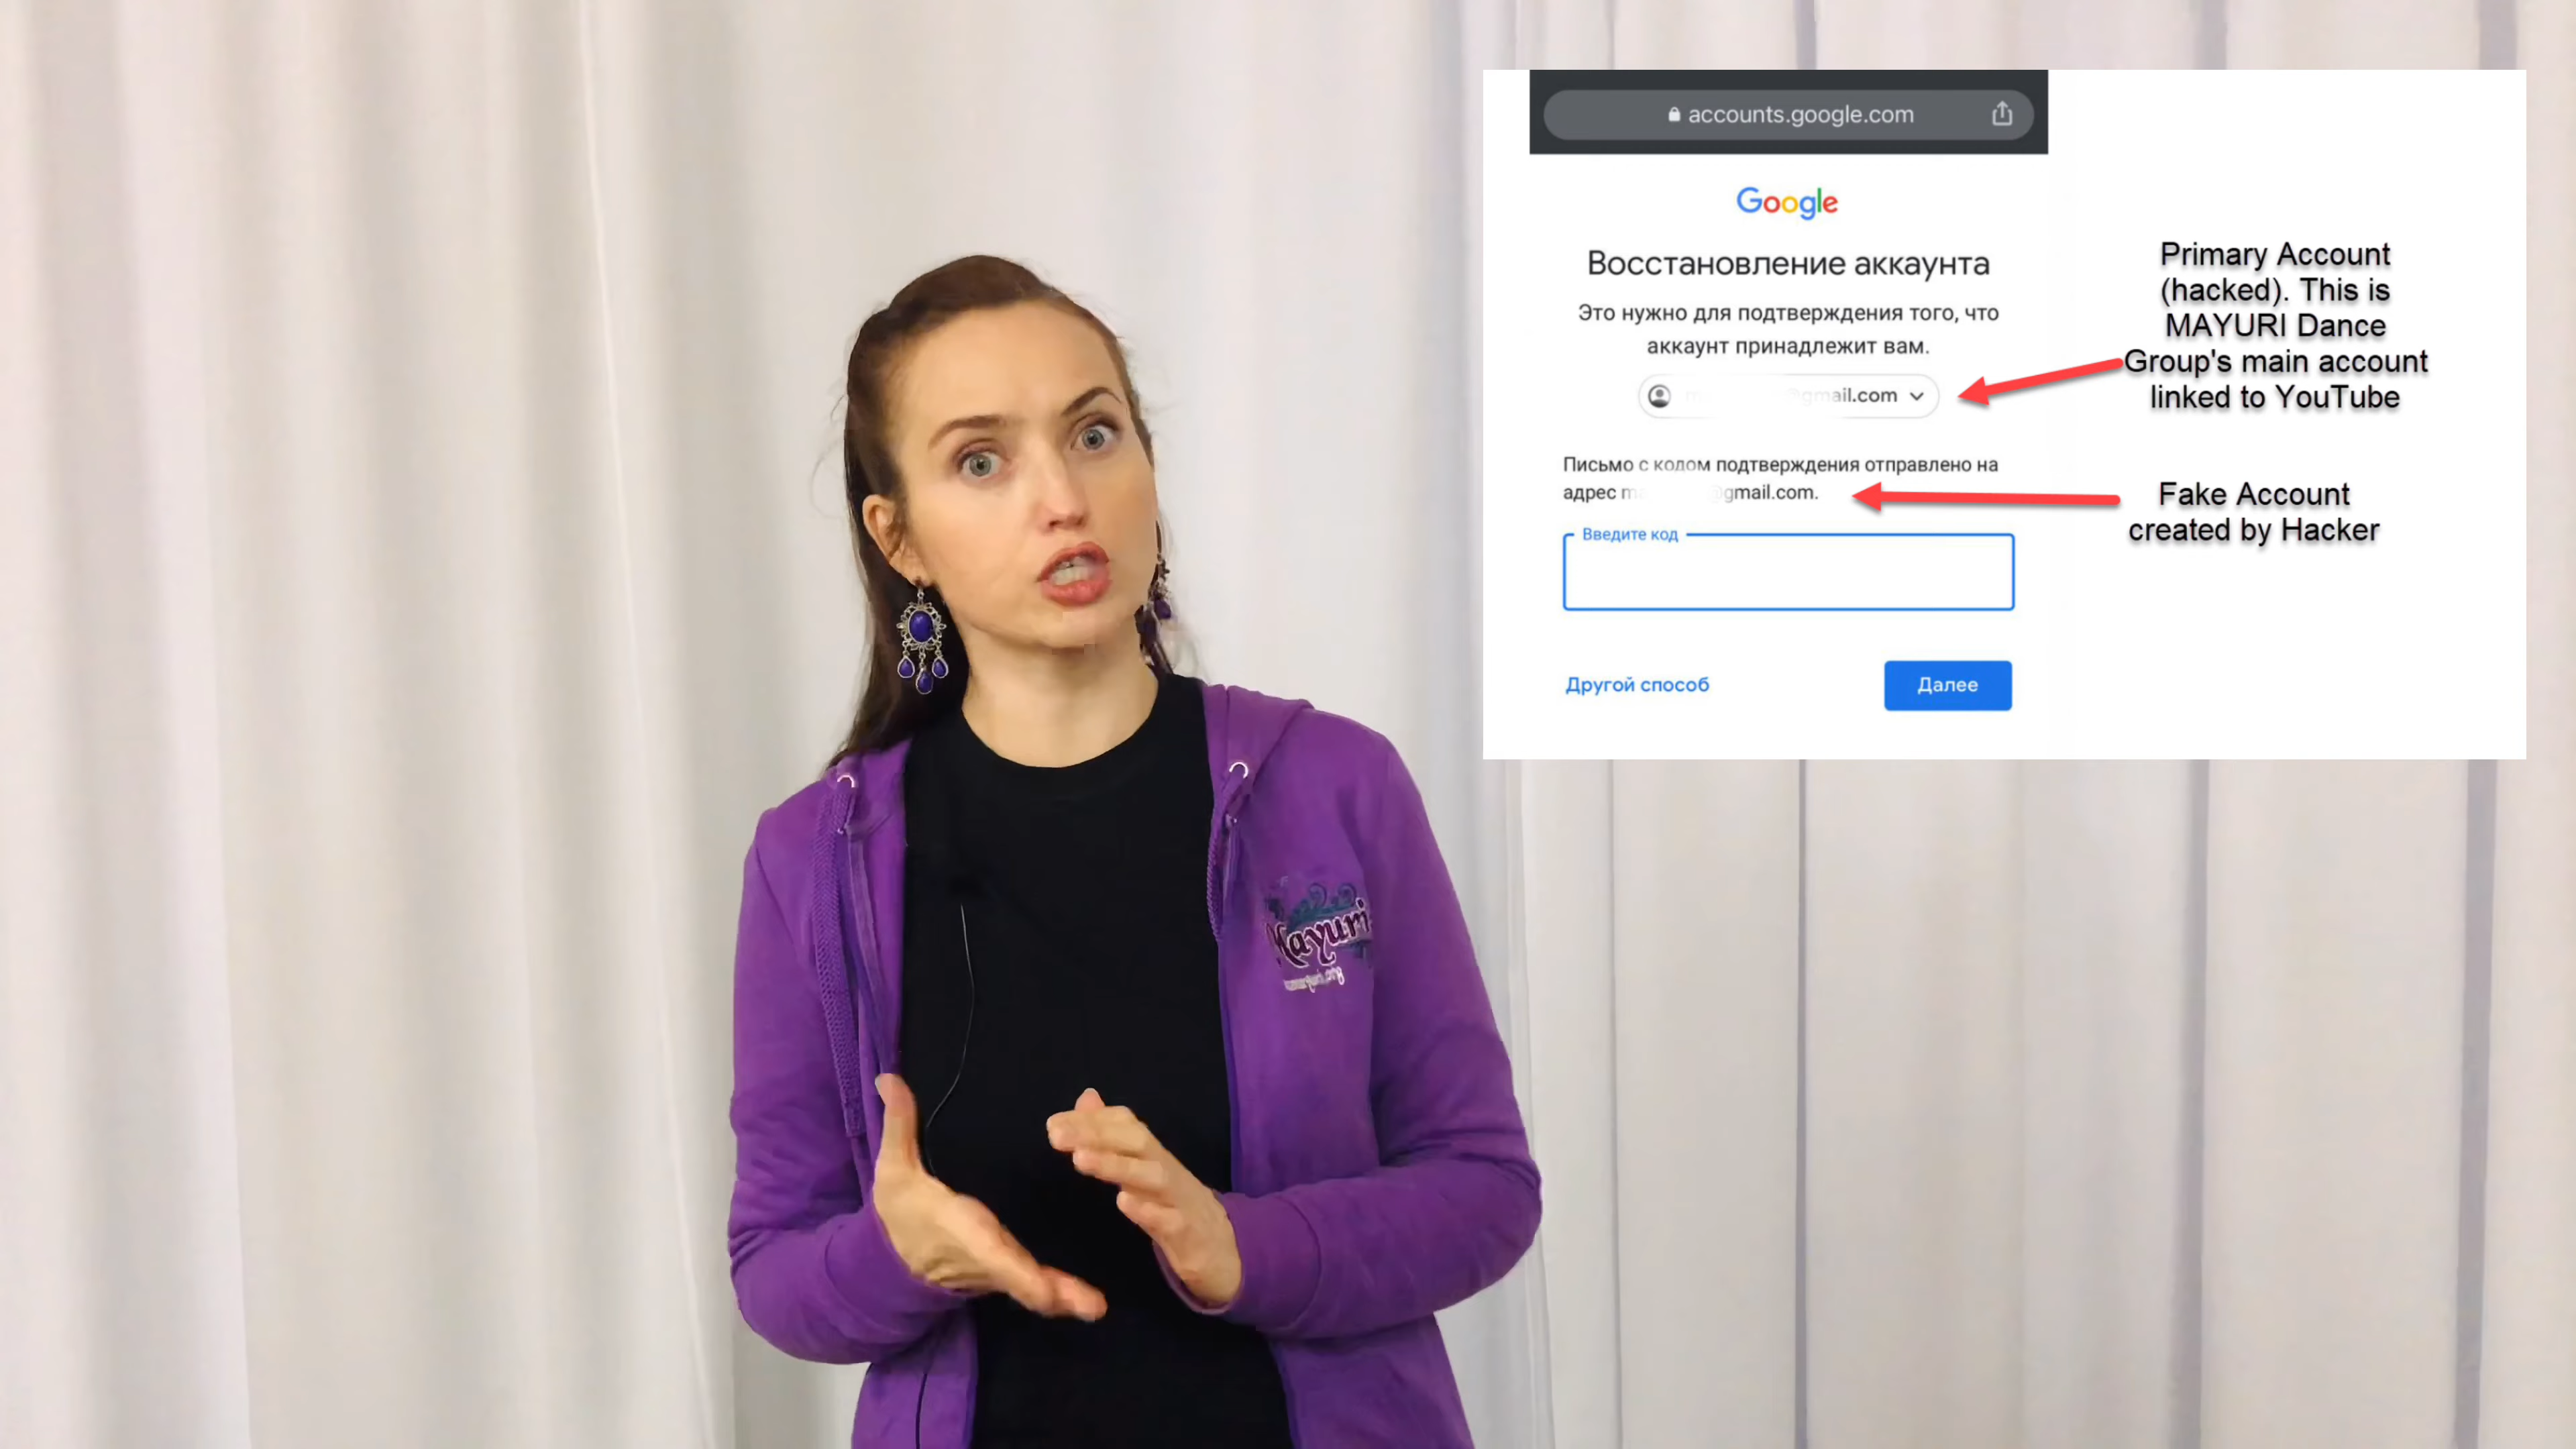 accounts.google.com
Google
Восстановление аккаунта
Это нужно для подтверждения того, что
аккаунт принадлежит вам.
@gmail.com
Письмо с кодом подтверждения отправлено на
адрес @gmail.com.
Введите код
Другой способ
Далее
Primary Account
(hacked). This is
MAYURI Dance
Group's main account
linked to YouTube
Fake Account
created by Hacker
Mayuri